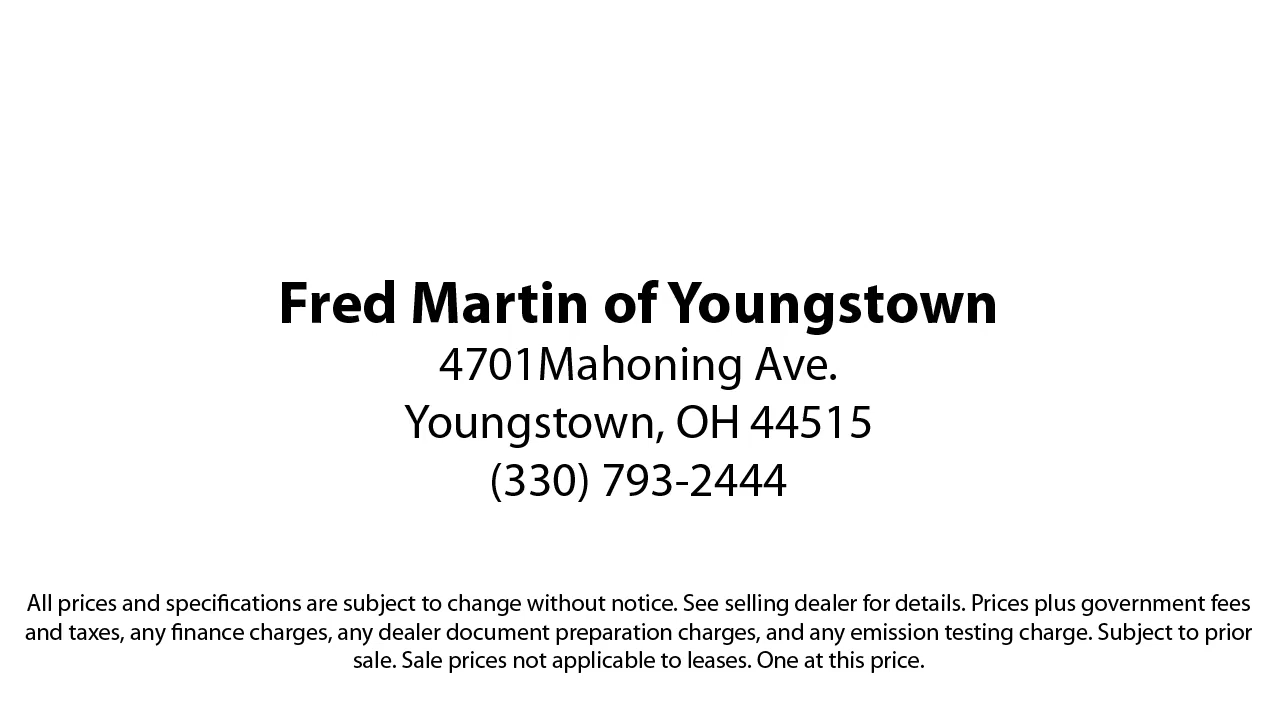 Fred Martin of Youngstown
4701Mahoning Ave.
Youngstown, OH 44515
(330) 793-2444
All prices and specifications are subject to change without notice. See selling dealer for details. Prices plus government fees
and taxes, any finance charges, any dealer document preparation charges, and any emission testing charge. Subject to prior
sale. Sale prices not applicable to leases. One at this price.